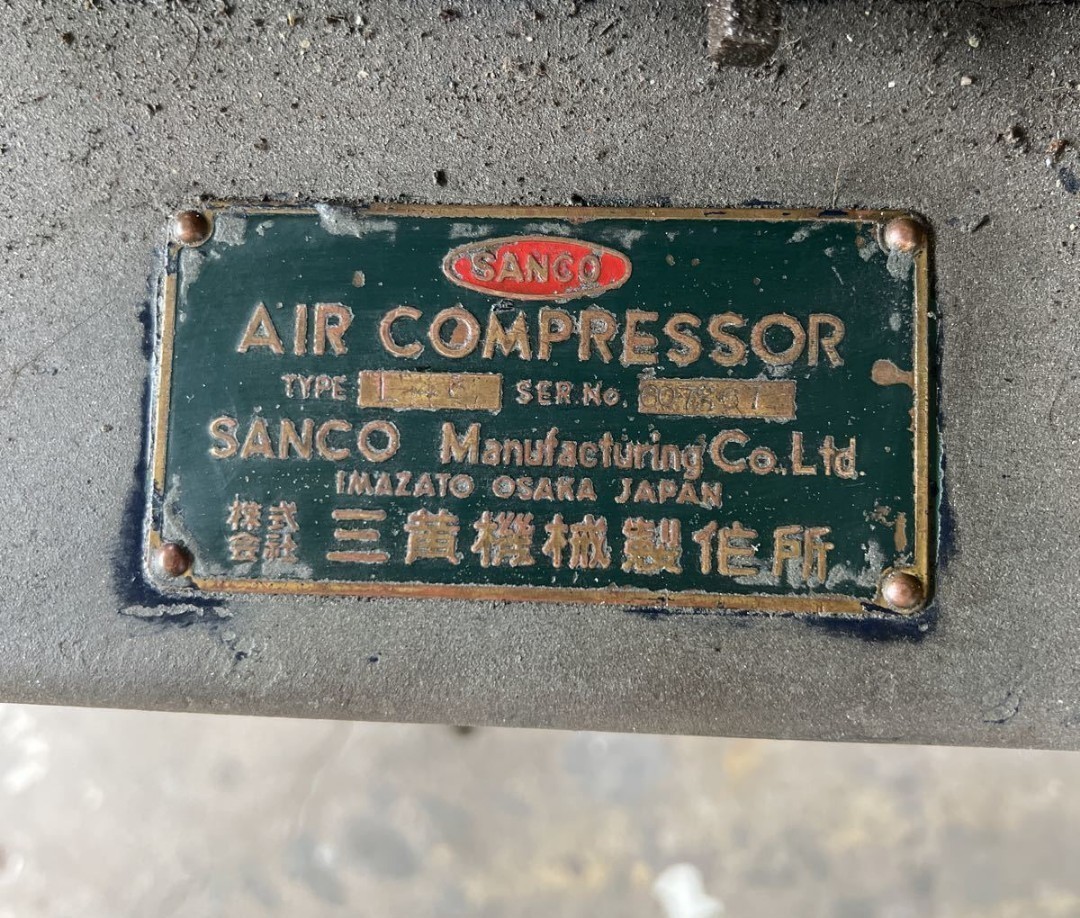 SANCO
AIR COMPRESSOR
TYPE SER.No.
SANCO Manufacturing Co.Ltd
IMAZATO OSAKA JAPAN
株式会社 三黄機械製作所